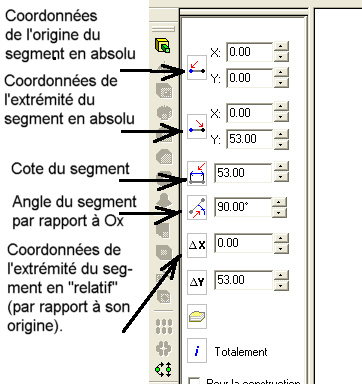 Coordonnées
de l'origine du
segment en absolu
X: 0.00
Y: 0.00
Coordonnées de
l'extrémité du
segment en absolu
X: 0.00
Y: 53.00
Cote du segment
53.00
Angle du segment
par rapport à Ox
90.00°
Coordonnées de
l'extrémité du seg-
ment en "relatif"
(par rapport à son
origine).
ΔX 0.00
ΔY 53.00
i Totalement
Pour la construction